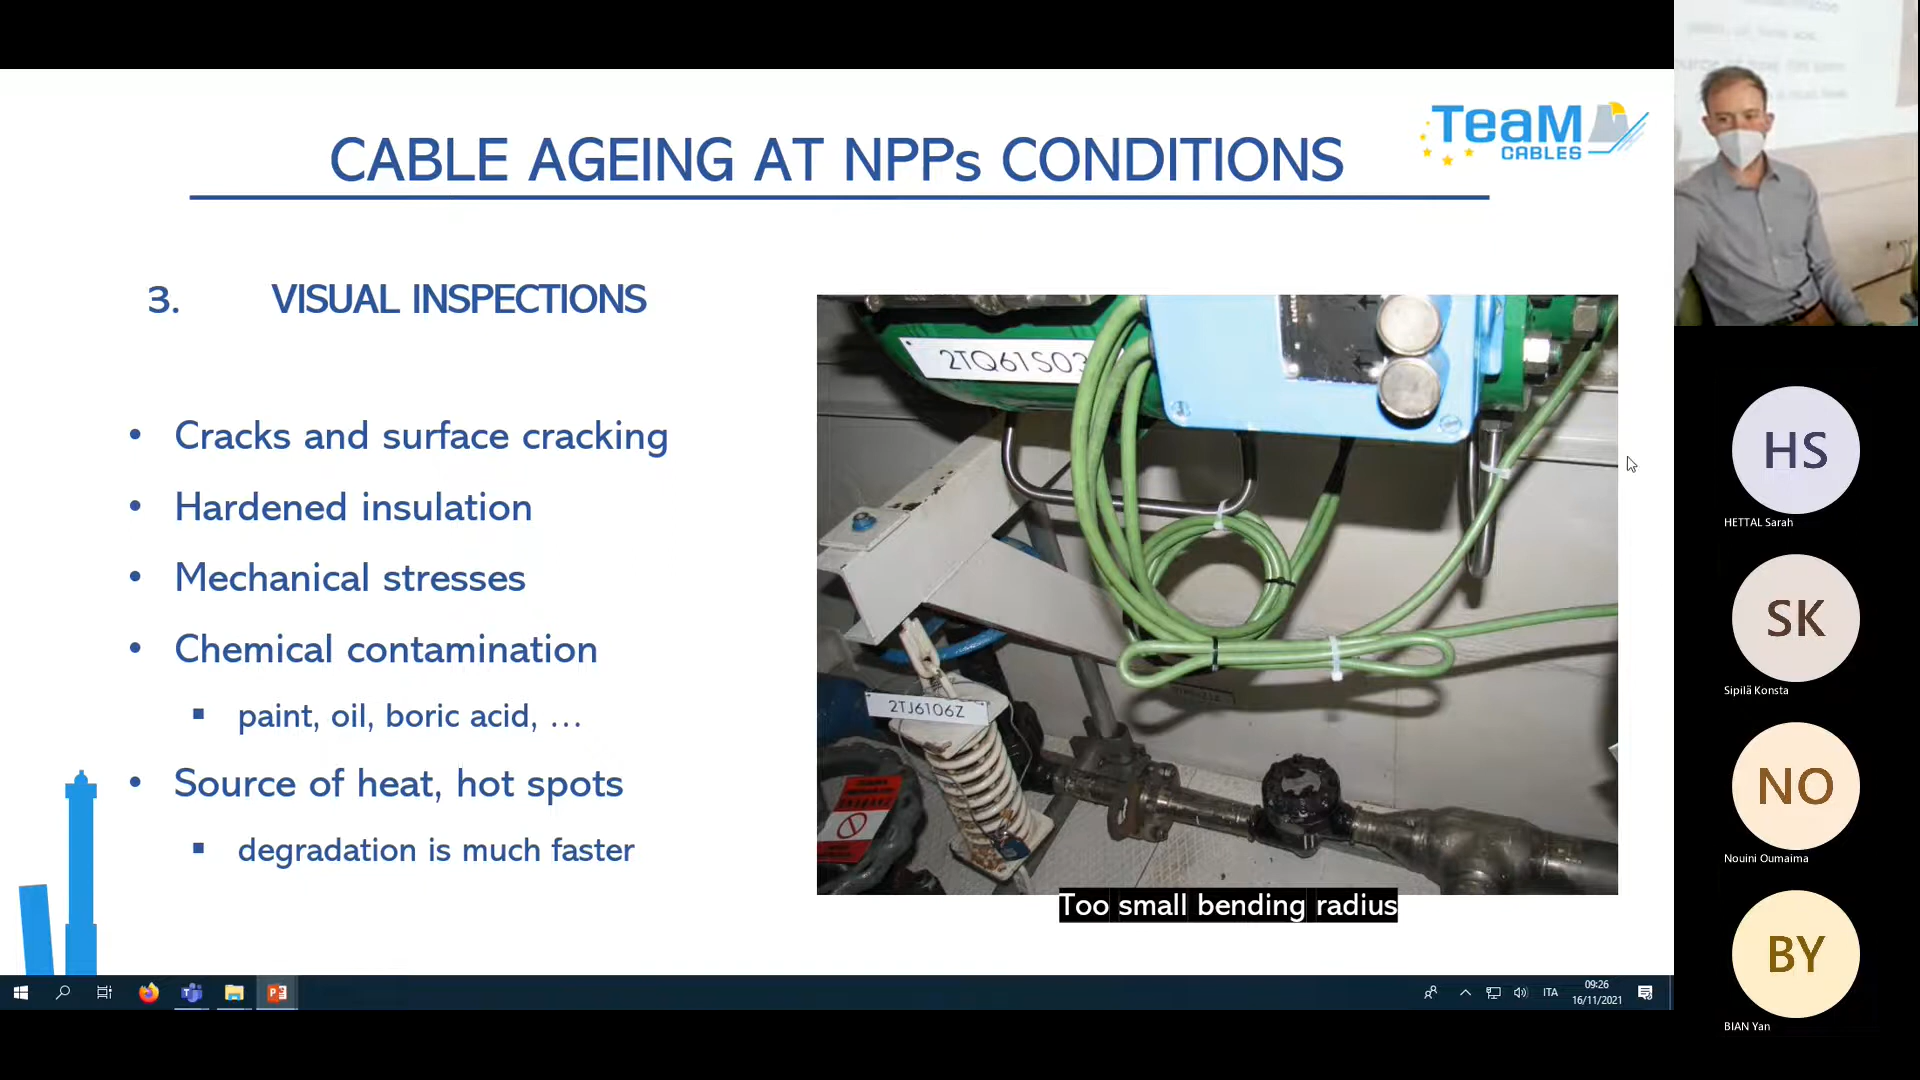 CABLE AGEING AT NPPs CONDITIONS
TeaM
CABLES
3. VISUAL INSPECTIONS
• Cracks and surface cracking
• Hardened insulation
• Mechanical stresses
• Chemical contamination
▪ paint, oil, boric acid, …
• Source of heat, hot spots
▪ degradation is much faster
2TQ61S03
2TJ6106Z
Too small bending radius
HS
HETTAL Sarah
SK
Sipilä Konsta
NO
Nouini Oumaima
BY
BIAN Yan
ITA
09:26
16/11/2021